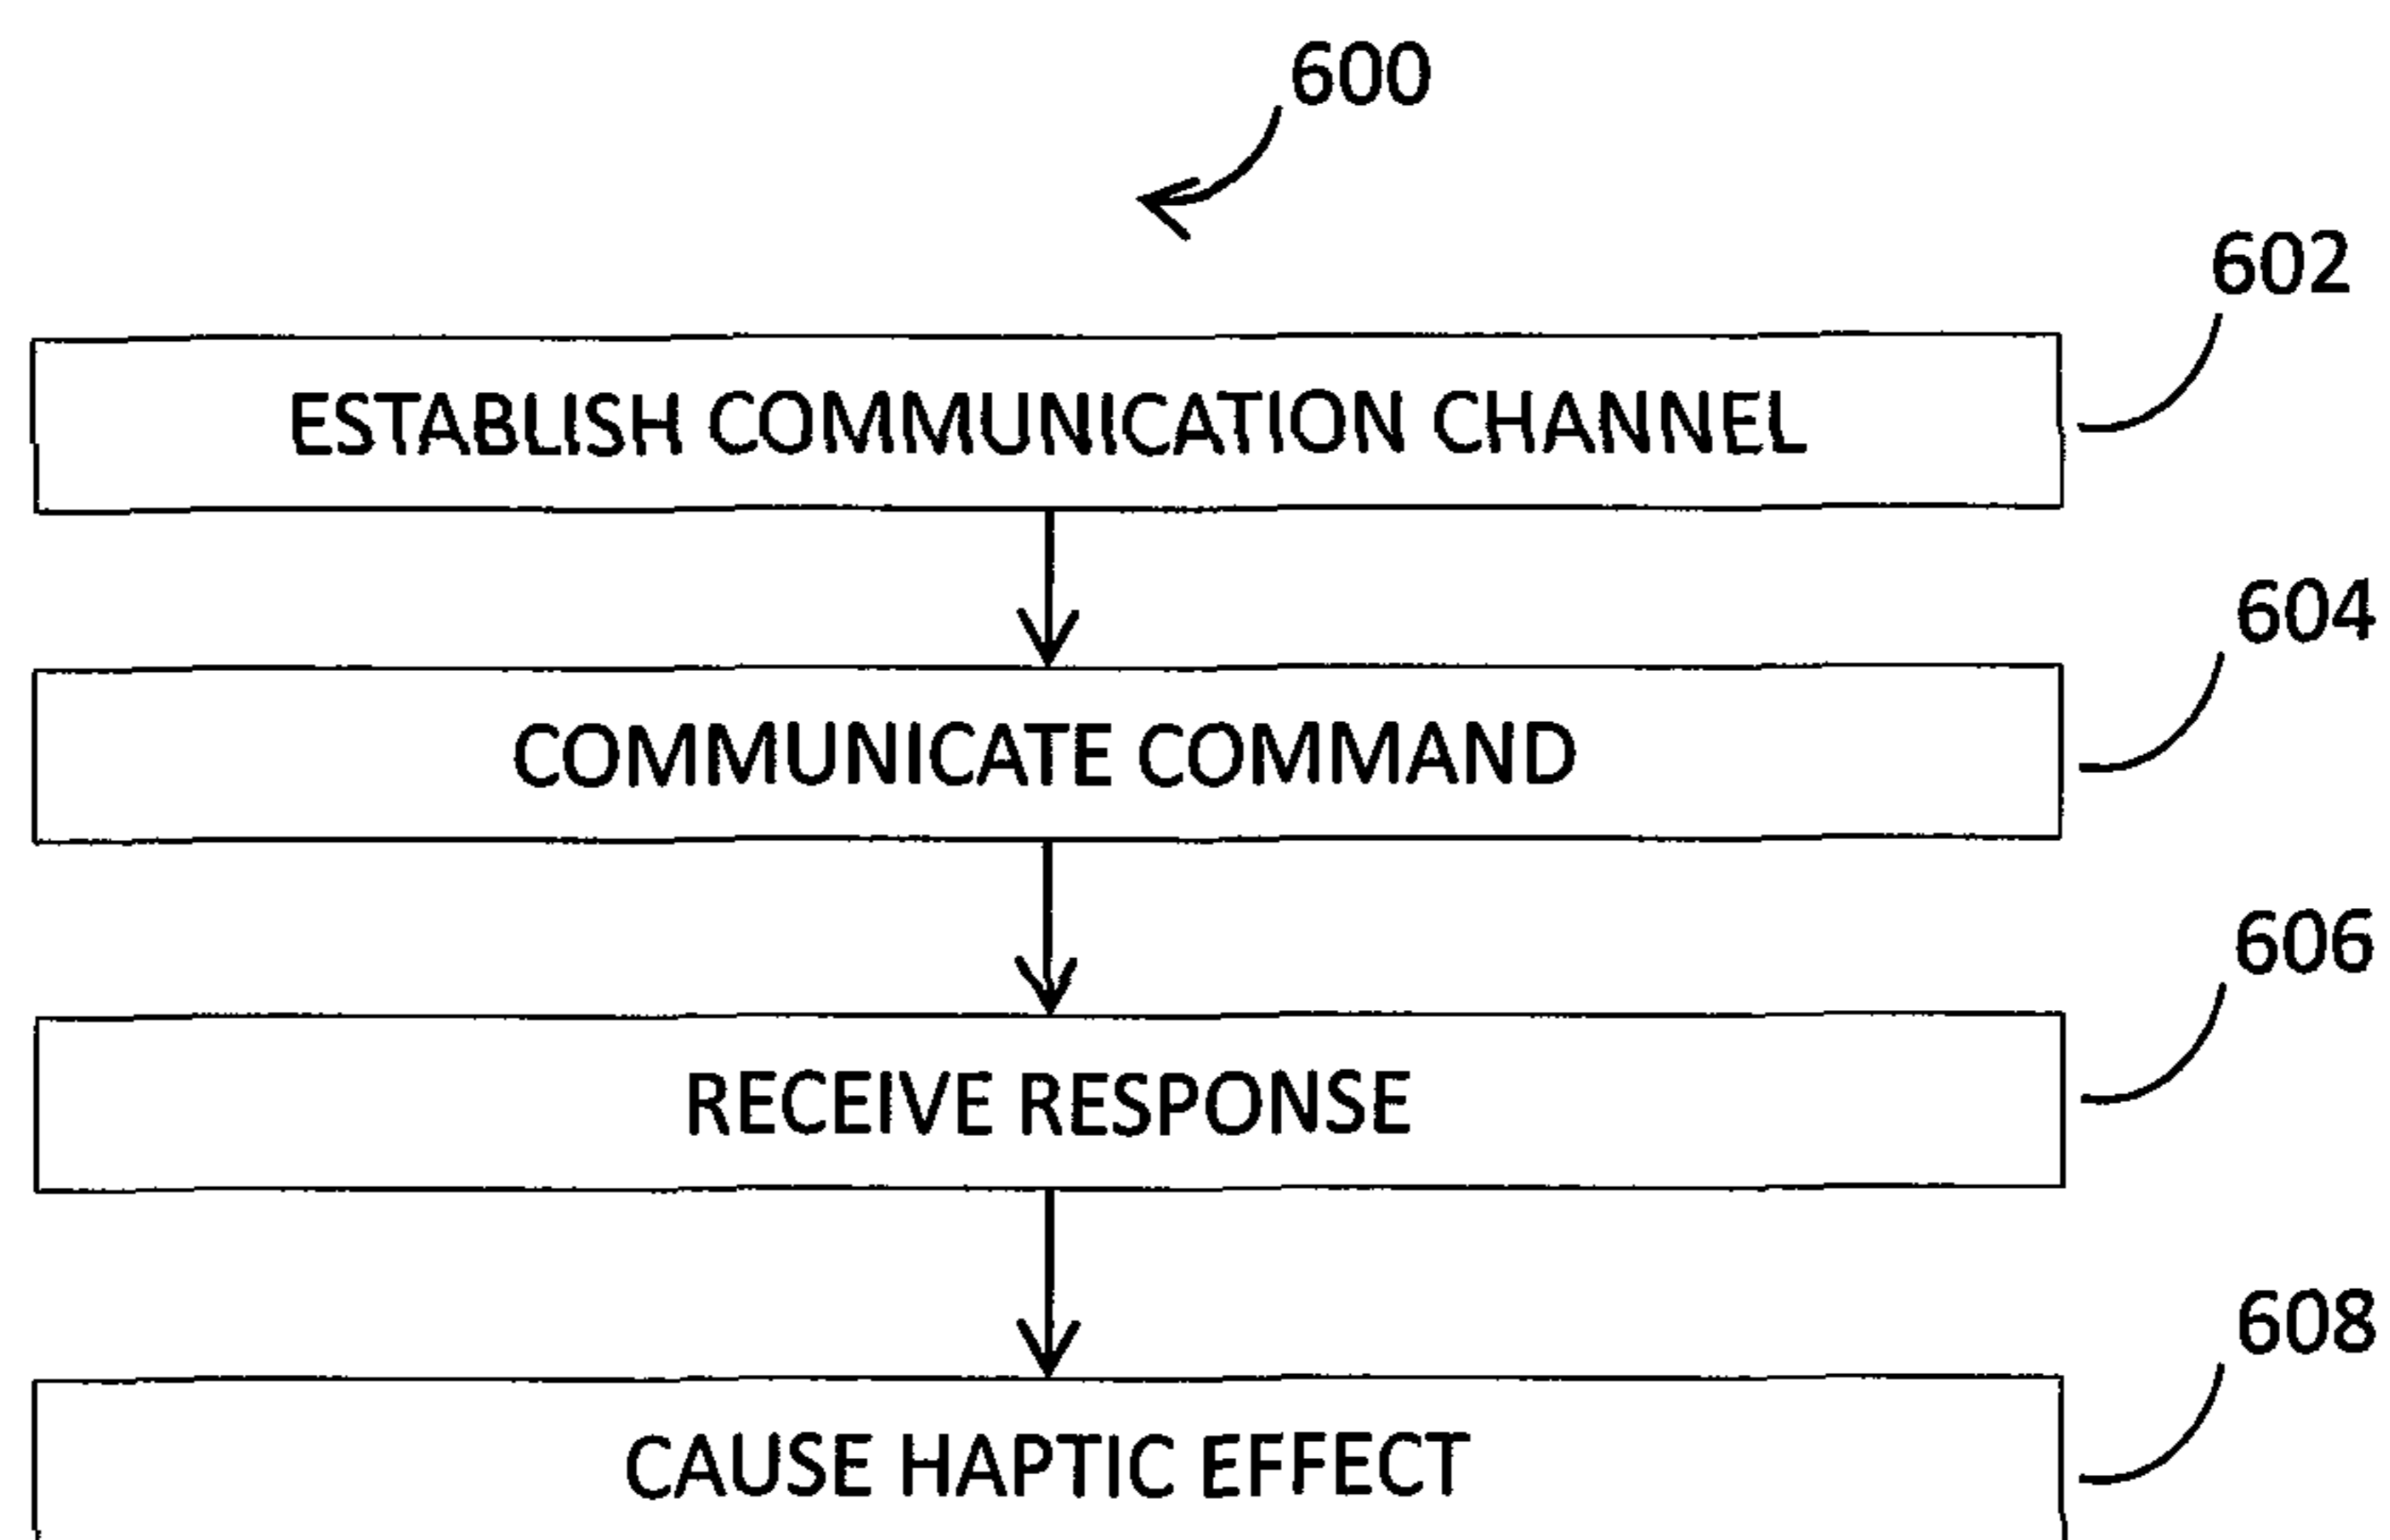 600
602
ESTABLISH COMMUNICATION CHANNEL
604
COMMUNICATE COMMAND
606
RECEIVE RESPONSE
608
CAUSE HAPTIC EFFECT